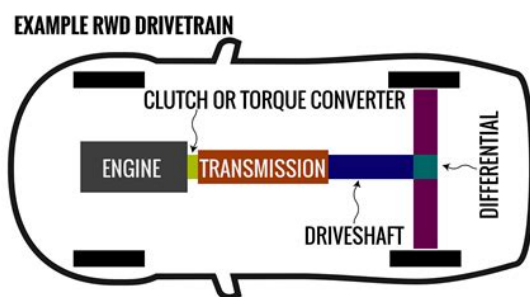 EXAMPLE RWD DRIVETRAIN
CLUTCH OR TORQUE CONVERTER
ENGINE
TRANSMISSION
DIFFERENTIAL
DRIVESHAFT